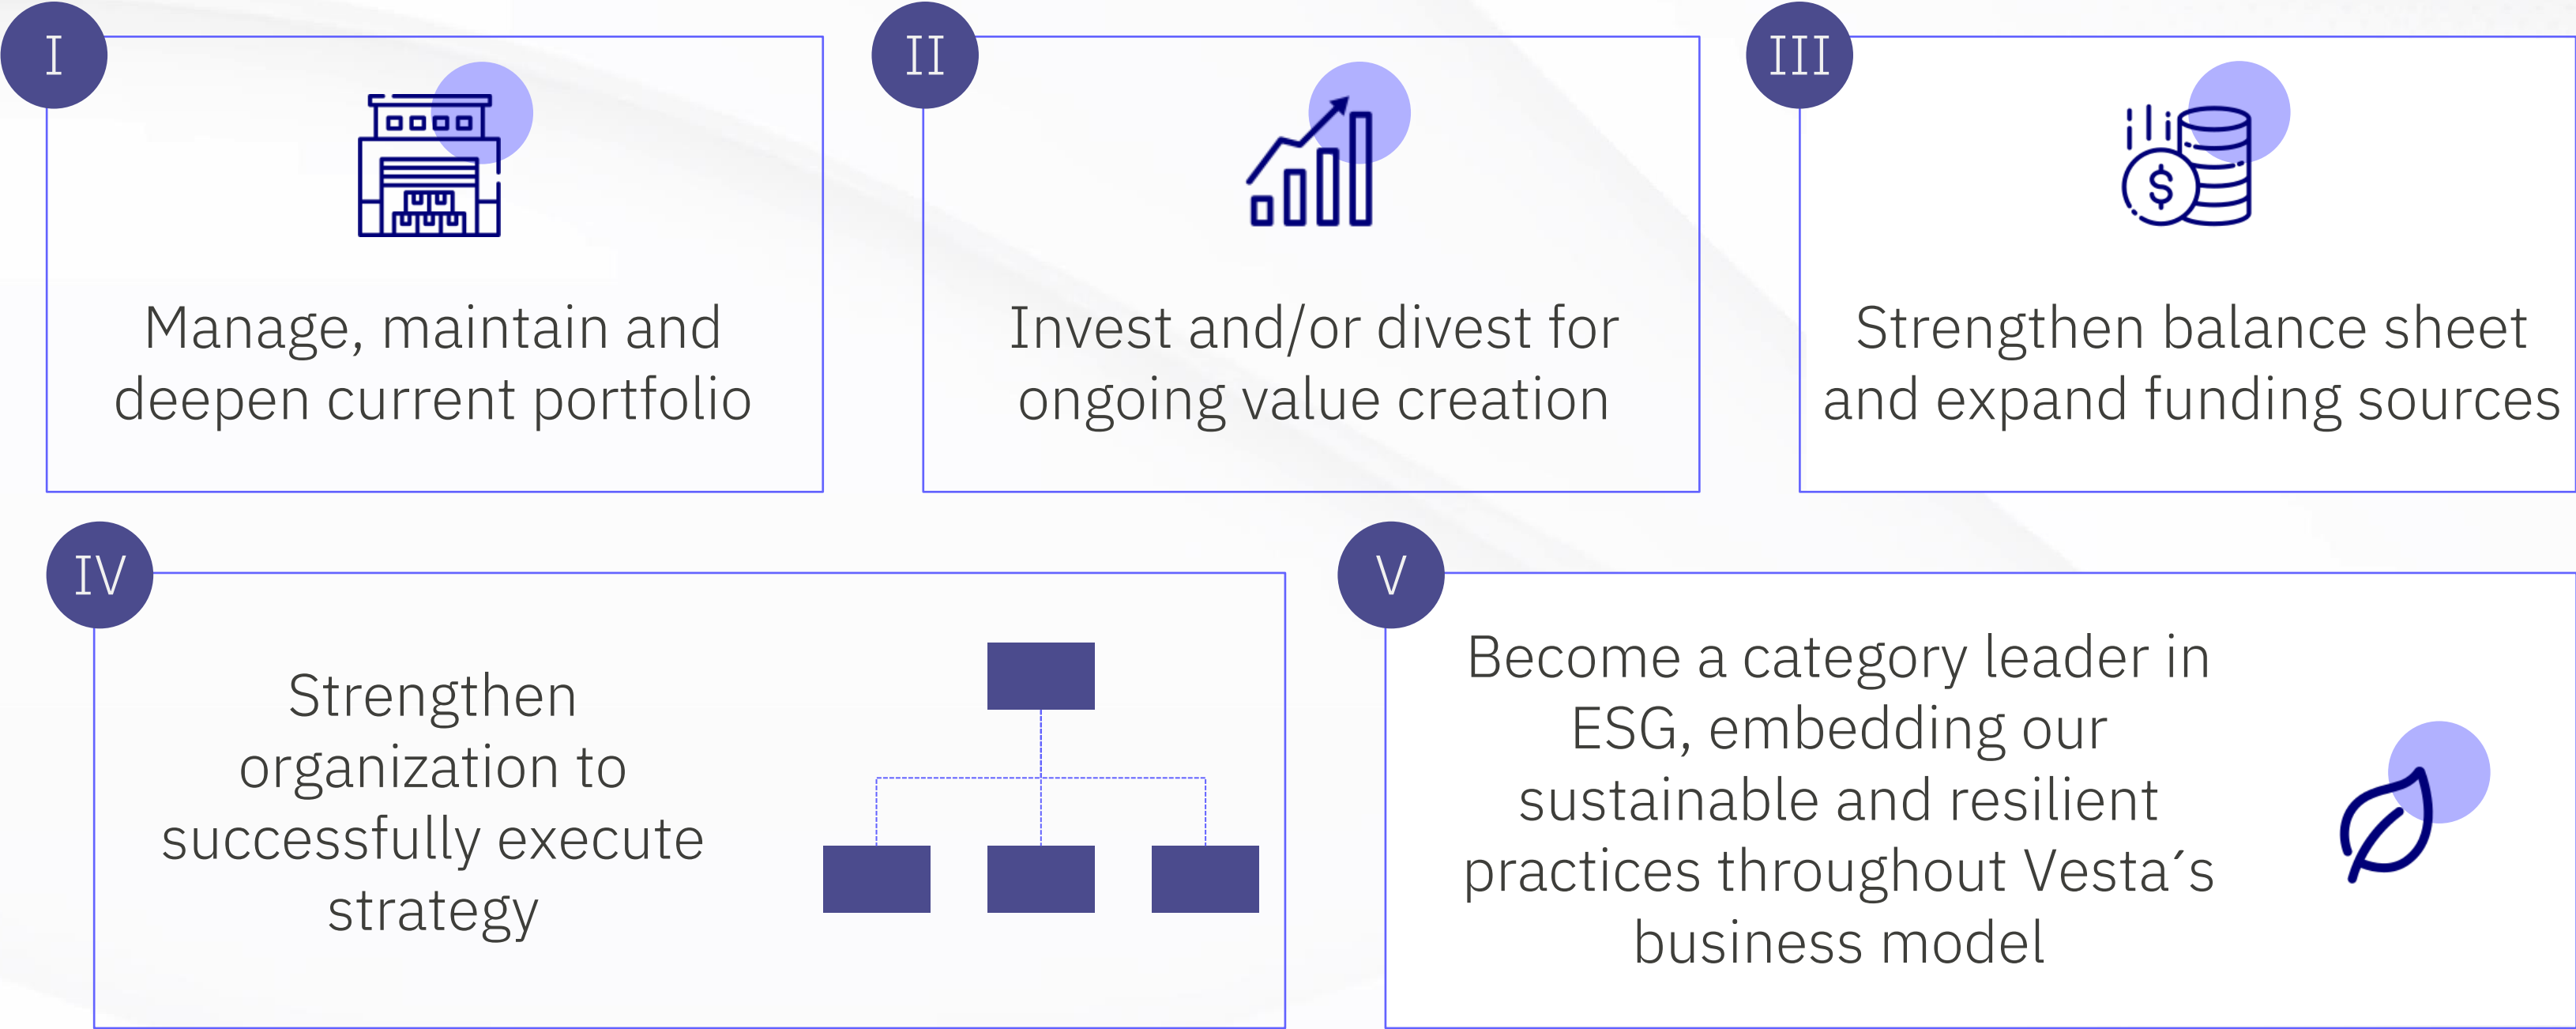 I
Manage, maintain and
deepen current portfolio
II
Invest and/or divest for
ongoing value creation
III
$
Strengthen balance sheet
and expand funding sources
IV
Strengthen
organization to
successfully execute
strategy
V
Become a category leader in
ESG, embedding our
sustainable and resilient
practices throughout Vesta´s
business model